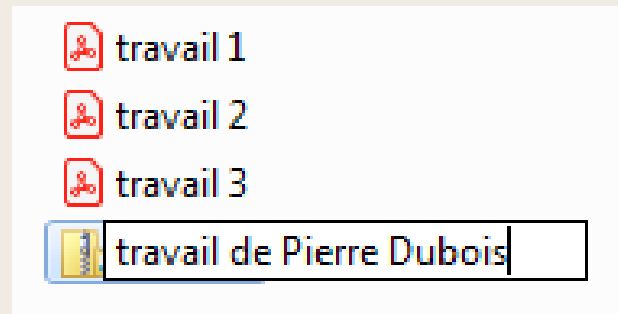 travail 1
travail 2
travail 3
travail de Pierre Dubois